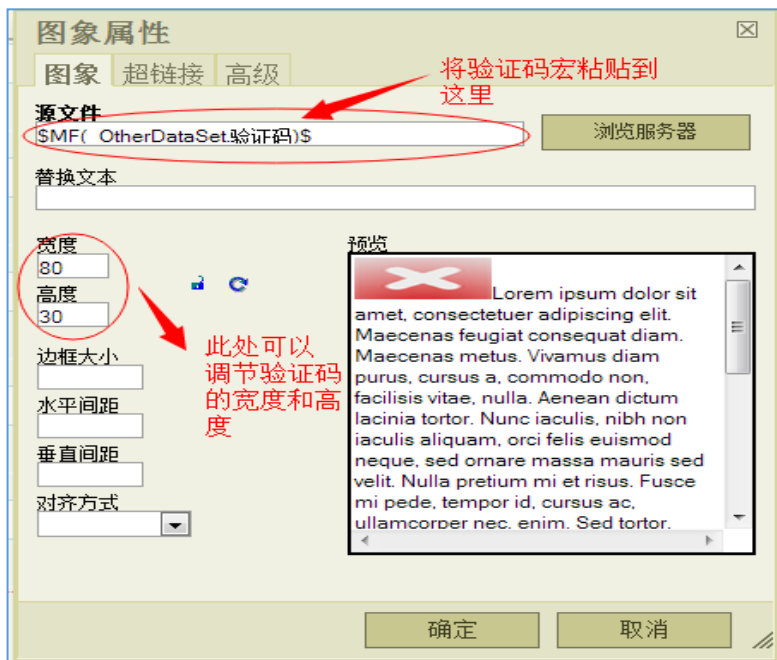 图象属性
图象 超链接 高级
将验证码宏粘贴到
这里
源文件
$MF( OtherDataSet.验证码)$
浏览服务器
替换文本
宽度
80
高度
30
此处可以
调节验证码
的宽度和高
度
边框大小
水平间距
垂直间距
对齐方式
预览
Lorem ipsum dolor sit
amet, consectetuer adipiscing elit.
Maecenas feugiat consequat diam.
Maecenas metus. Vivamus diam
purus, cursus a, commodo non,
facilisis vitae, nulla. Aenean dictum
lacinia tortor. Nunc iaculis, nibh non
iaculis aliquam, orci felis euismod
neque, sed ornare massa mauris sed
velit. Nulla pretium mi et risus. Fusce
mi pede, tempor id, cursus ac,
ullamcorper nec, enim. Sed tortor.
确定
取消